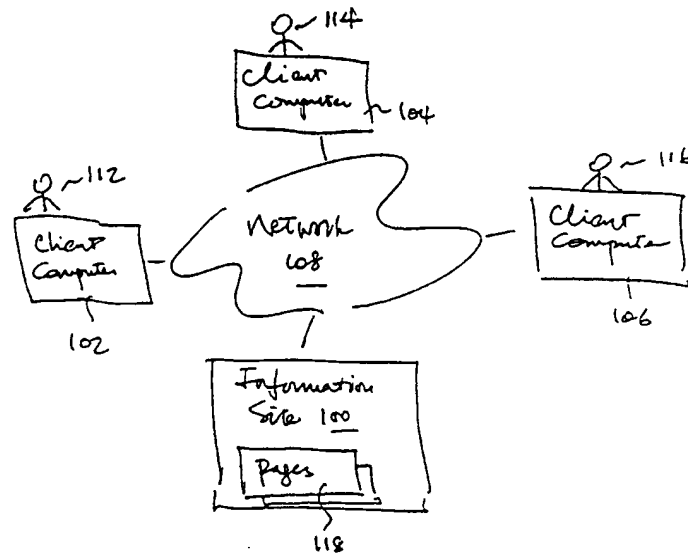 114
Client
Computer
104
112
Client
Computer
102
Network
108
116
Client
Computer
106
Information
Site 100
Pages
118